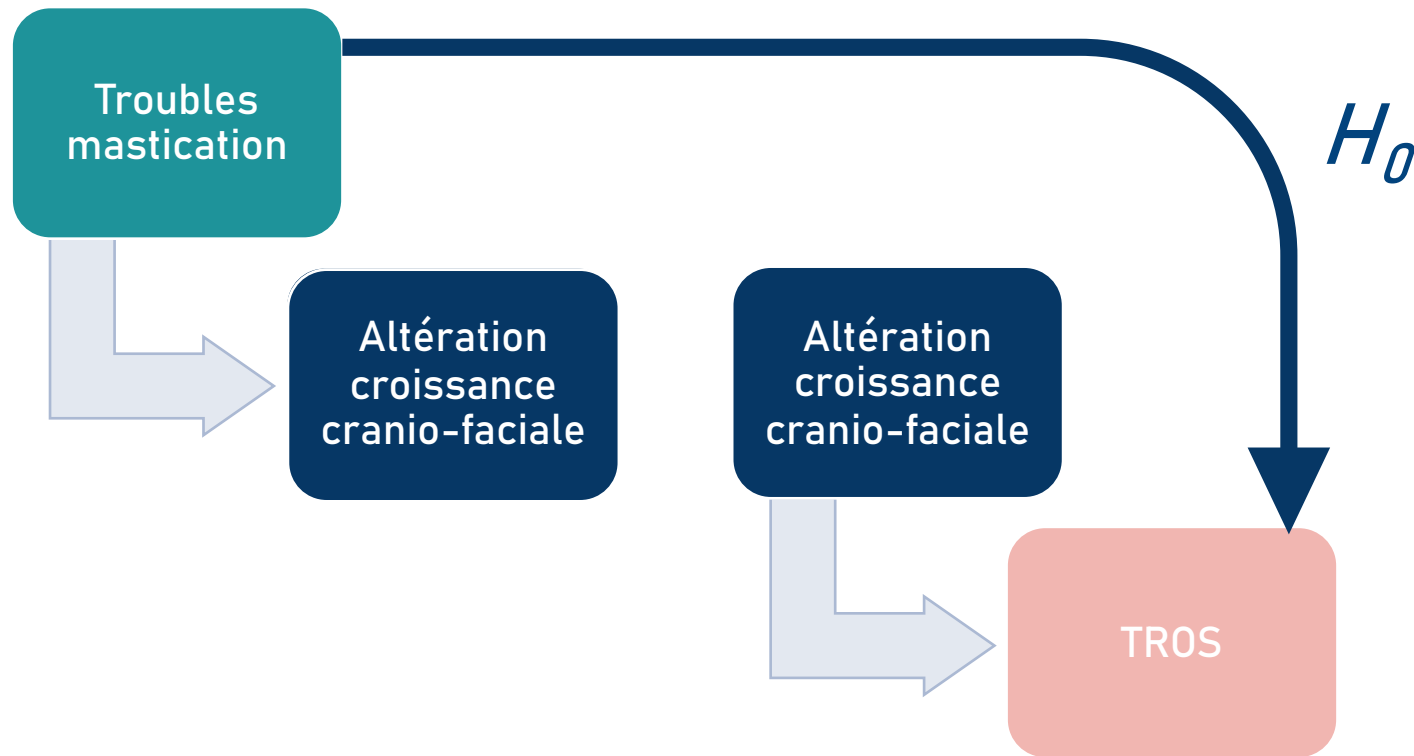 Troubles
mastication
H₀
Altération
croissance
cranio-faciale
Altération
croissance
cranio-faciale
TROS